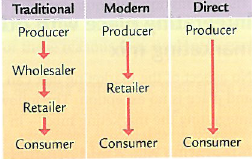 Traditional Modern Direct
Producer Producer Producer
Wholesaler
Retailer
Retailer
Consumer Consumer Consumer